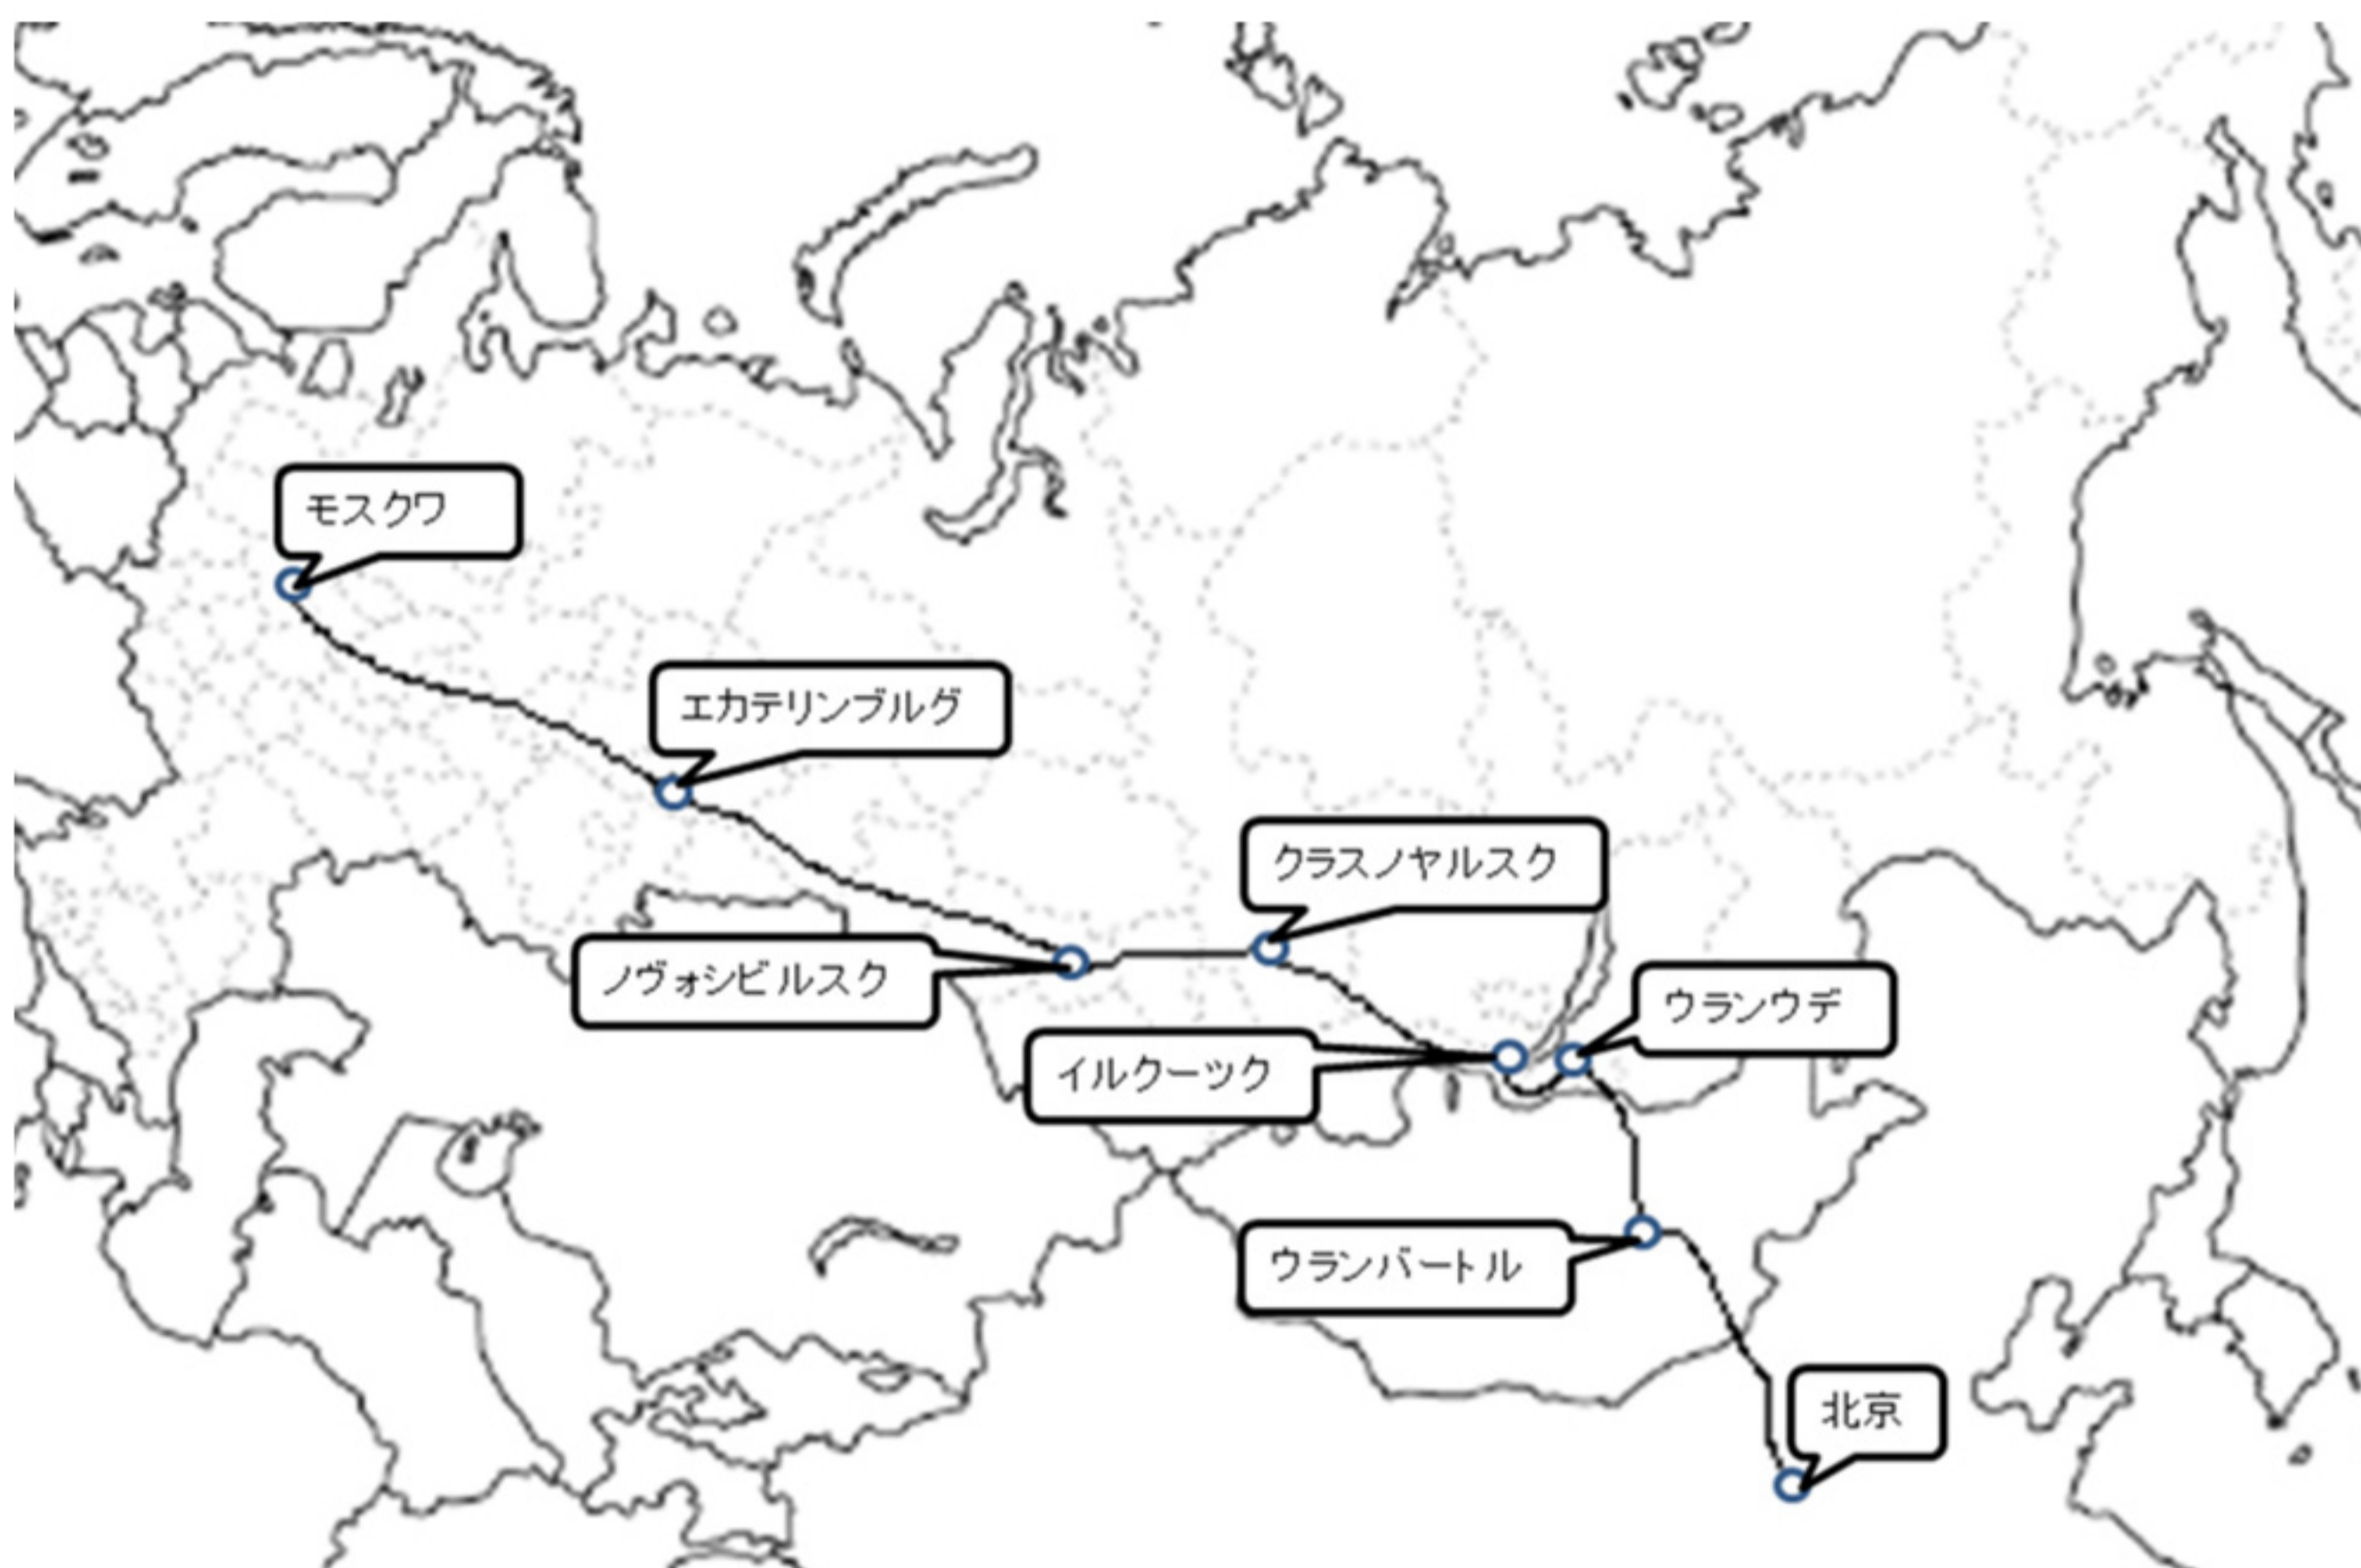 モスクワ
エカテリンブルグ
クラスノヤルスク
ノヴォシビルスク
ウランウデ
イルクーツク
ウランバートル
北京